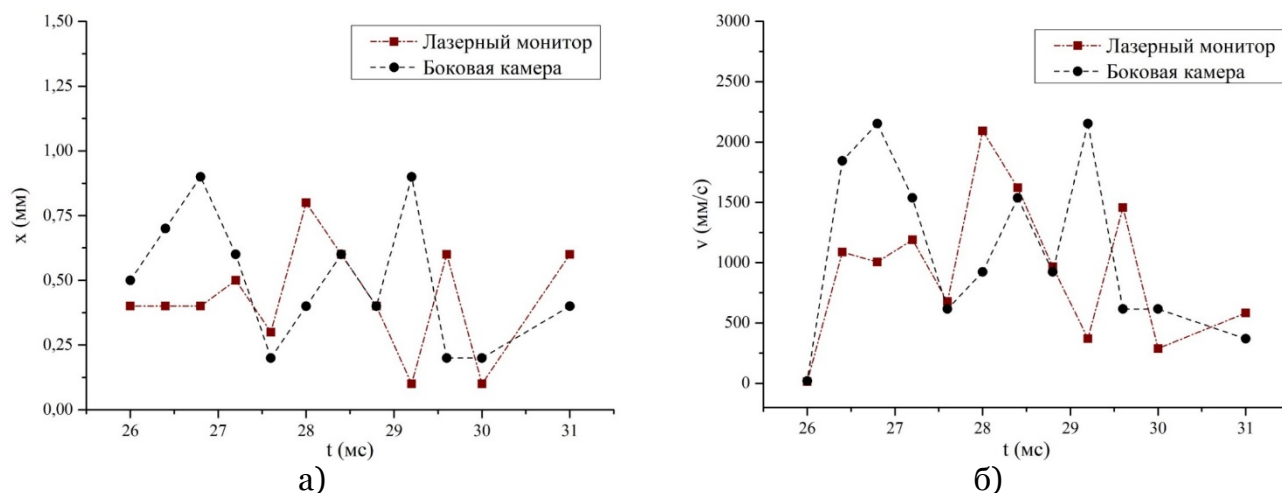 1,50
1,25
1,00
0,75
0,50
0,25
0,00
x (мм)
Лазерный монитор
Боковая камера
26 27 28 29 30 31
t (мс)
а)
3000
2500
2000
1500
1000
500
0
v (мм/с)
Лазерный монитор
Боковая камера
26 27 28 29 30 31
t (мс)
б)